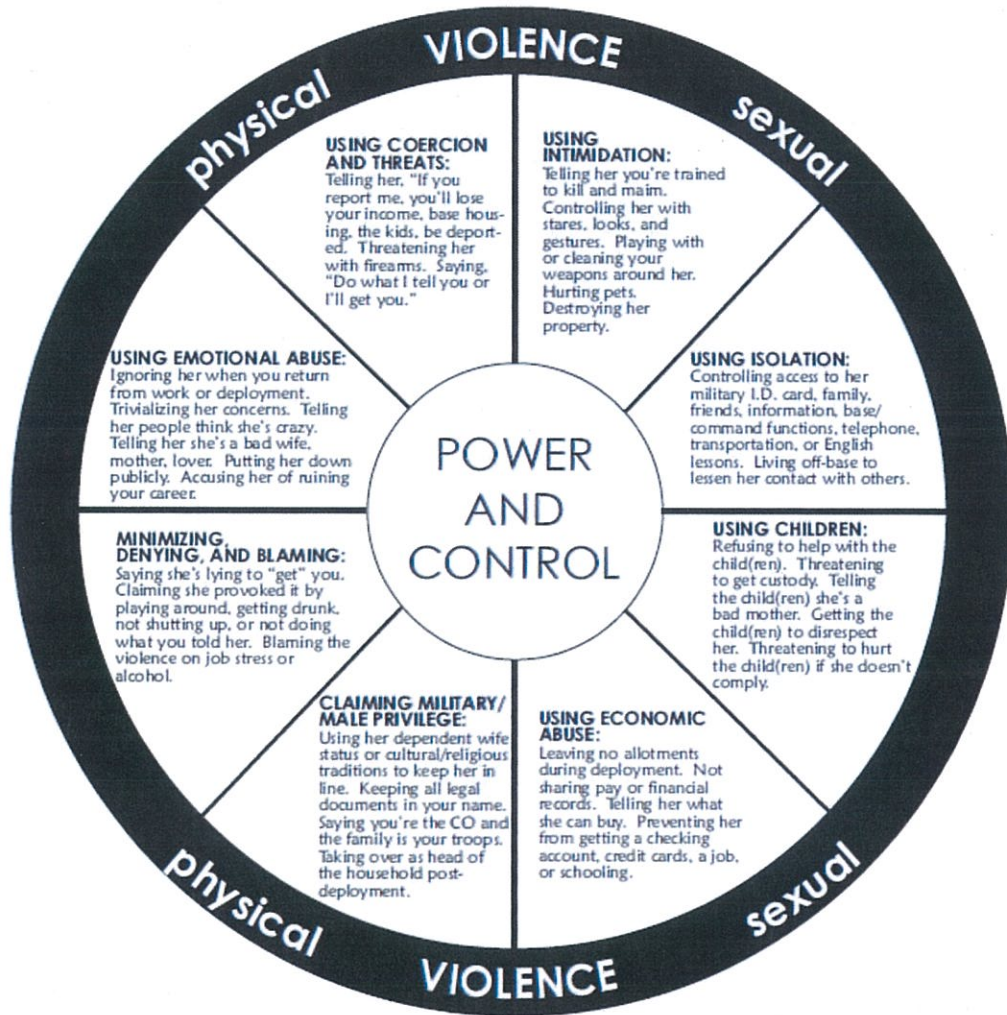 VIOLENCE
physical
sexual
USING COERCION
AND THREATS:
Telling her, "If you
report me, you'll lose
your income, base hous-
ing, the kids, be deport-
ed. Threatening her
with firearms. Saying,
"Do what I tell you or
I'll get you."
USING
INTIMIDATION:
Telling her you're trained
to kill and maim.
Controlling her with
stares, looks, and
gestures. Playing with
or cleaning your
weapons around her.
Hurting pets.
Destroying her
property.
USING EMOTIONAL ABUSE:
Ignoring her when you return
from work or deployment.
Trivializing her concerns. Telling
her people think she's crazy.
Telling her she's a bad wife,
mother, lover. Putting her down
publicly. Accusing her of ruining
your career.
USING ISOLATION:
Controlling access to her
military I.D. card, family,
friends, information, base/
command functions, telephone,
transportation, or English
lessons. Living off-base to
lessen her contact with others.
POWER
AND
CONTROL
MINIMIZING,
DENYING, AND BLAMING:
Saying she's lying to "get" you.
Claiming she provoked it by
playing around, getting drunk,
not shutting up, or not doing
what you told her. Blaming the
violence on job stress or
alcohol.
USING CHILDREN:
Refusing to help with the
child(ren). Threatening
to get custody. Telling
the child(ren) she's a
bad mother. Getting the
child(ren) to disrespect
her. Threatening to hurt
the child(ren) if she doesn't
comply.
CLAIMING MILITARY/
MALE PRIVILEGE:
Using her dependent wife
status or cultural/religious
traditions to keep her in
line. Keeping all legal
documents in your name.
Saying you're the CO and
the family is your troops.
Taking over as head of
the household post-
deployment.
USING ECONOMIC
ABUSE:
Leaving no allotments
during deployment. Not
sharing pay or financial
records. Telling her what
she can buy. Preventing her
from getting a checking
account, credit cards, a job,
or schooling.
physical
sexual
VIOLENCE